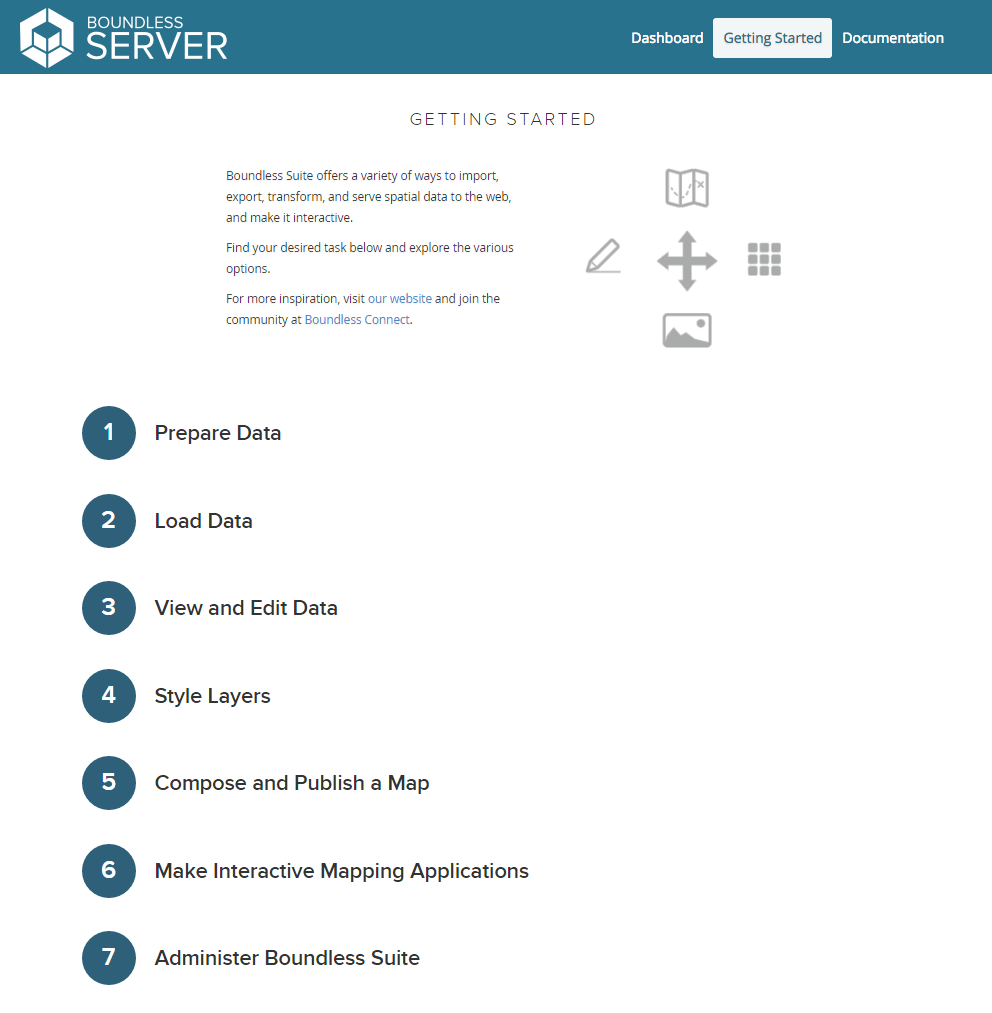 BOUNDLESS
SERVER
Dashboard
Getting Started
Documentation
GETTING STARTED
Boundless Suite offers a variety of ways to import,
export, transform, and serve spatial data to the web,
and make it interactive.
Find your desired task below and explore the various
options.
For more inspiration, visit our website and join the
community at Boundless Connect.
1 Prepare Data
2 Load Data
3 View and Edit Data
4 Style Layers
5 Compose and Publish a Map
6 Make Interactive Mapping Applications
7 Administer Boundless Suite